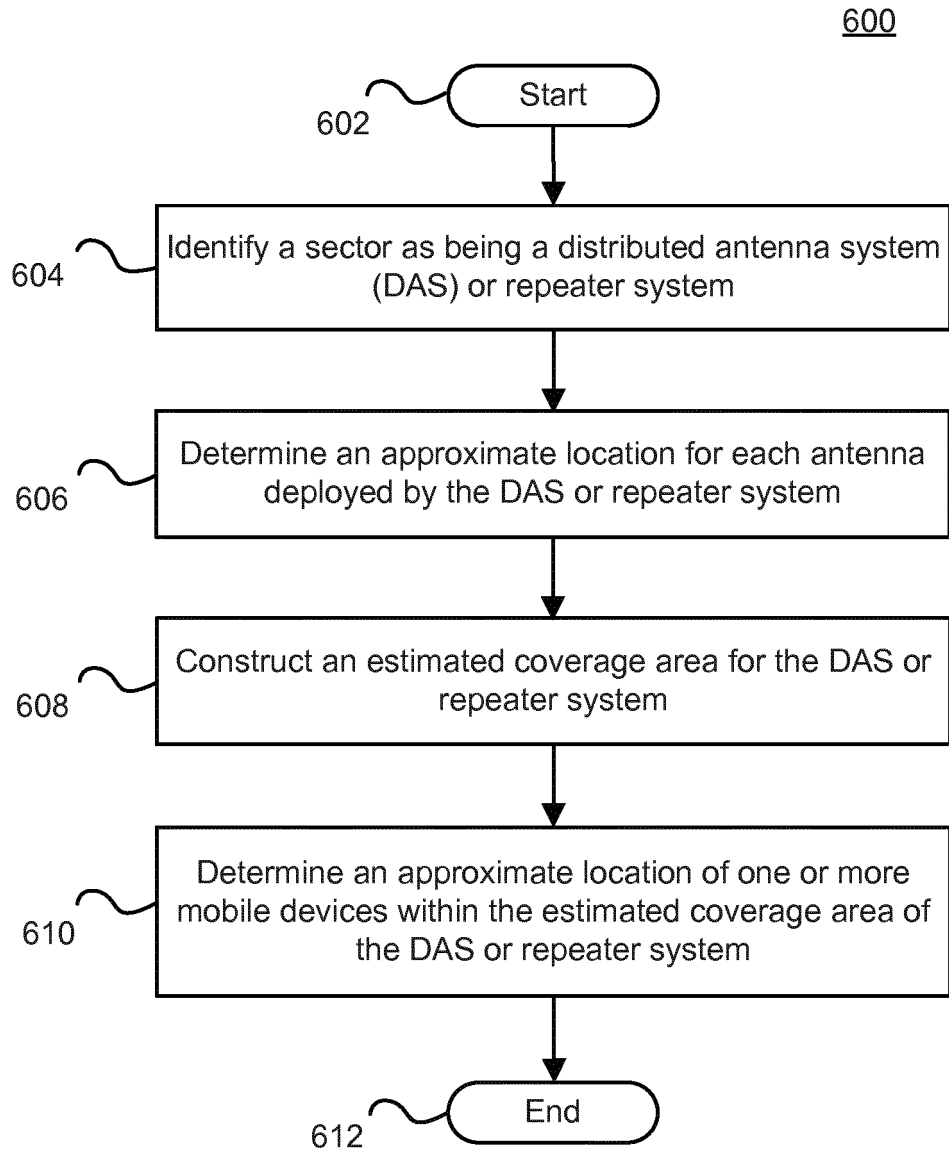 600
Start
602
Identify a sector as being a distributed antenna system
(DAS) or repeater system
604
Determine an approximate location for each antenna
deployed by the DAS or repeater system
606
Construct an estimated coverage area for the DAS or
repeater system
608
Determine an approximate location of one or more
mobile devices within the estimated coverage area of
the DAS or repeater system
610
End
612